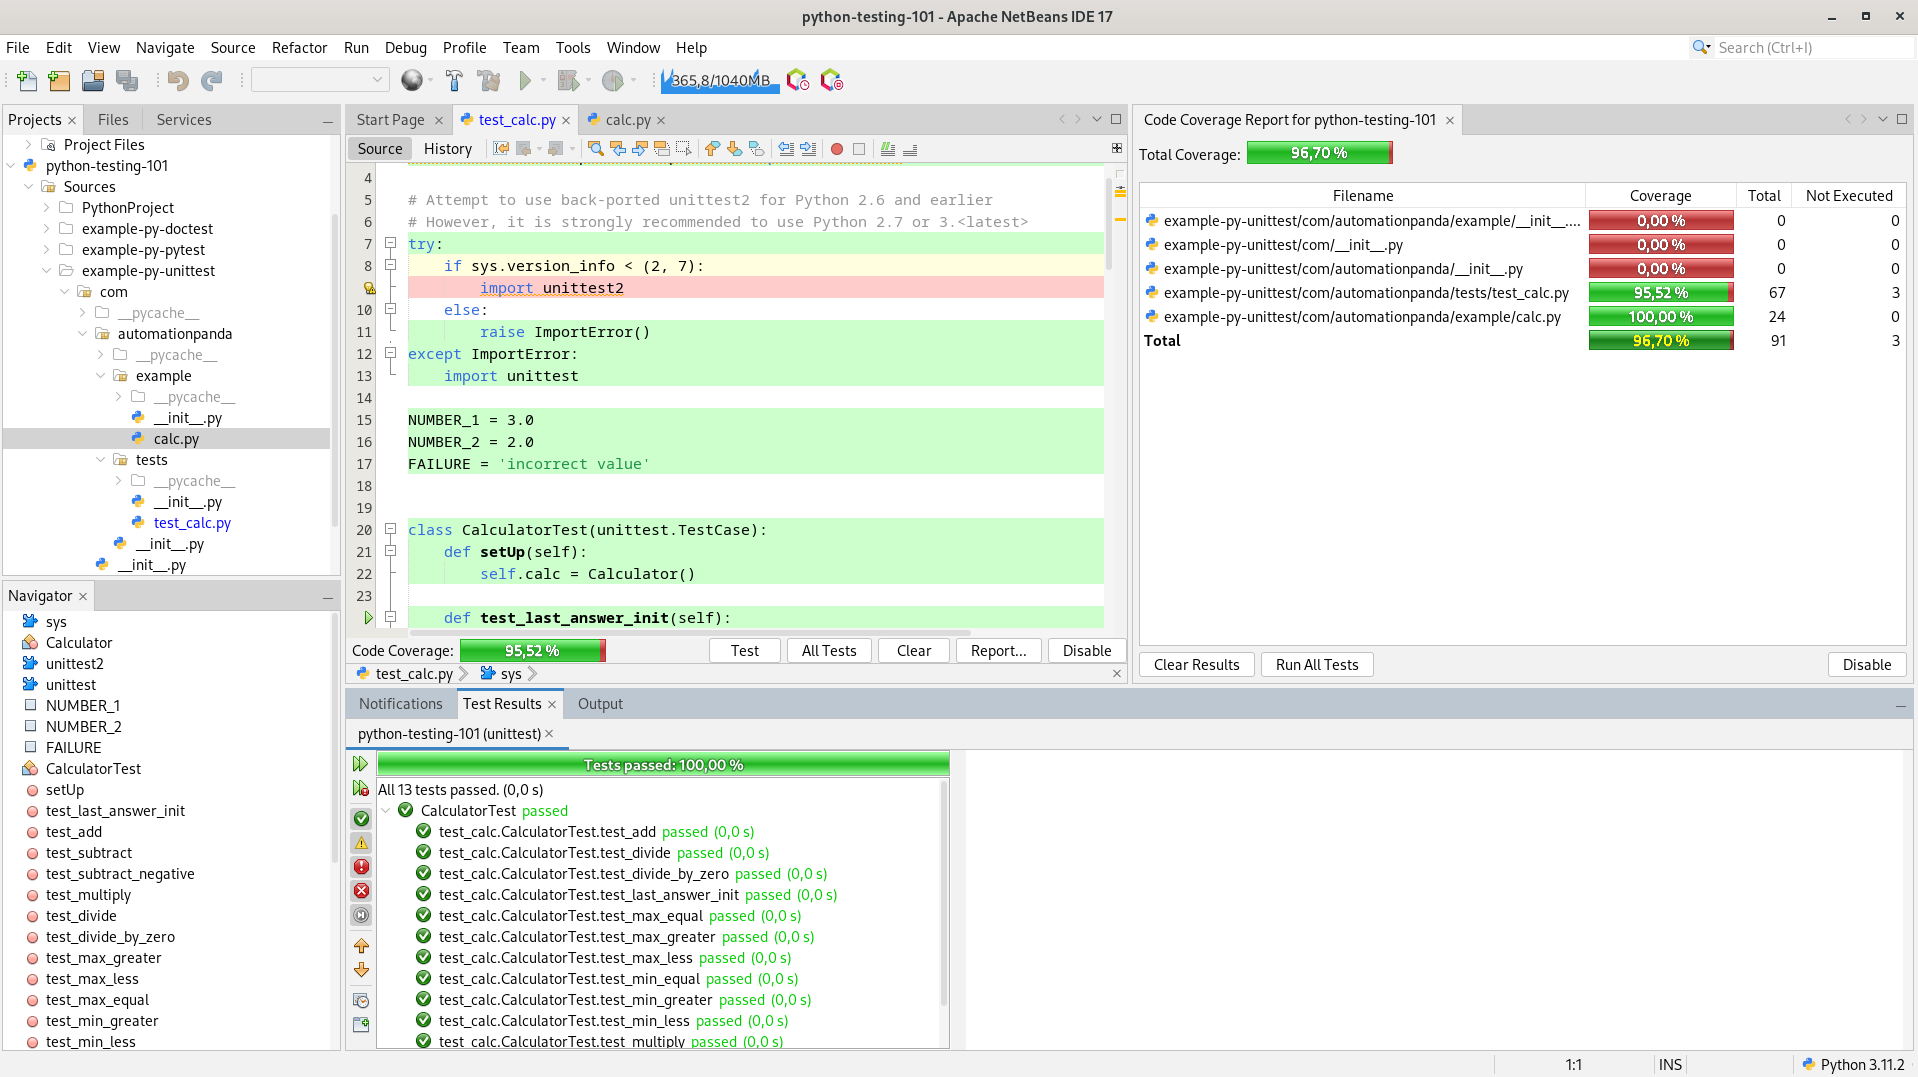 python-testing-101 - Apache NetBeans IDE 17
File Edit View Navigate Source Refactor Run Debug Profile Team Tools Window Help
Search (Ctrl+I)
365,8/1040MB
Projects Files Services
Project Files
python-testing-101
Sources
PythonProject
example-py-doctest
example-py-pytest
example-py-unittest
com
__pycache__
automationpanda
__pycache__
example
__pycache__
__init__.py
calc.py
tests
__pycache__
__init__.py
test_calc.py
__init__.py
__init__.py
Navigator
sys
Calculator
unittest2
unittest
NUMBER_1
NUMBER_2
FAILURE
CalculatorTest
setUp
test_last_answer_init
test_add
test_subtract
test_subtract_negative
test_multiply
test_divide
test_divide_by_zero
test_max_greater
test_max_less
test_max_equal
test_min_greater
test_min_less
Start Page test_calc.py calc.py
Source History
4
5 # Attempt to use back-ported unittest2 for Python 2.6 and earlier
6 # However, it is strongly recommended to use Python 2.7 or 3.<latest>
7 try:
8 if sys.version_info < (2, 7):
import unittest2
10 else:
11 raise ImportError()
12 except ImportError:
13 import unittest
14
15 NUMBER_1 = 3.0
16 NUMBER_2 = 2.0
17 FAILURE = 'incorrect value'
18
19
20 class CalculatorTest(unittest.TestCase):
21 def setUp(self):
22 self.calc = Calculator()
23
def test_last_answer_init(self):
Code Coverage: 95,52 % Test All Tests Clear Report... Disable
test_calc.py sys
Code Coverage Report for python-testing-101
Total Coverage: 96,70 %
Filename Coverage Total Not Executed
example-py-unittest/com/automationpanda/example/__init__.... 0,00 % 0 0
example-py-unittest/com/__init__.py 0,00 % 0 0
example-py-unittest/com/automationpanda/__init__.py 0,00 % 0 0
example-py-unittest/com/automationpanda/tests/test_calc.py 95,52 % 67 3
example-py-unittest/com/automationpanda/example/calc.py 100,00 % 24 0
Total 96,70 % 91 3
Clear Results Run All Tests Disable
Notifications Test Results Output
python-testing-101 (unittest)
Tests passed: 100,00 %
All 13 tests passed. (0,0 s)
CalculatorTest passed
test_calc.CalculatorTest.test_add passed (0,0 s)
test_calc.CalculatorTest.test_divide passed (0,0 s)
test_calc.CalculatorTest.test_divide_by_zero passed (0,0 s)
test_calc.CalculatorTest.test_last_answer_init passed (0,0 s)
test_calc.CalculatorTest.test_max_equal passed (0,0 s)
test_calc.CalculatorTest.test_max_greater passed (0,0 s)
test_calc.CalculatorTest.test_max_less passed (0,0 s)
test_calc.CalculatorTest.test_min_equal passed (0,0 s)
test_calc.CalculatorTest.test_min_greater passed (0,0 s)
test_calc.CalculatorTest.test_min_less passed (0,0 s)
test_calc.CalculatorTest.test_multiply passed (0,0 s)
1:1 INS Python 3.11.2